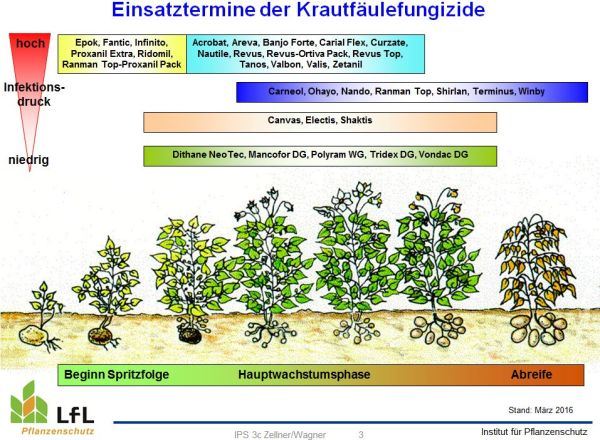 Einsatztermine der Krautfäulefungizide
hoch
Infektions-
druck
niedrig
Epok, Fantic, Infinito,
Proxanil Extra, Ridomil,
Ranman Top-Proxanil Pack
Acrobat, Areva, Banjo Forte, Carial Flex, Curzate,
Nautile, Revus, Revus-Ortiva Pack, Revus Top,
Tanos, Valbon, Valis, Zetanil
Carneol, Ohayo, Nando, Ranman Top, Shirlan, Terminus, Winby
Canvas, Electis, Shaktis
Dithane NeoTec, Mancofor DG, Polyram WG, Tridex DG, Vondac DG
Beginn Spritzfolge Hauptwachstumsphase Abreife
LfL
Pflanzenschutz
Stand: März 2016
IPS 3c Zellner/Wagner 3 Institut für Pflanzenschutz